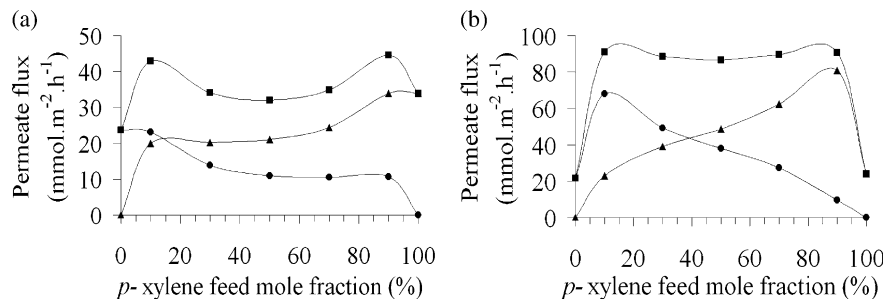 (a)
50
40
30
20
10
0
Permeate flux
(mmol.m⁻².h⁻¹)
0 20 40 60 80 100
p- xylene feed mole fraction (%)
(b)
100
80
60
40
20
0
Permeate flux
(mmol.m⁻².h⁻¹)
0 20 40 60 80 100
p- xylene feed mole fraction (%)